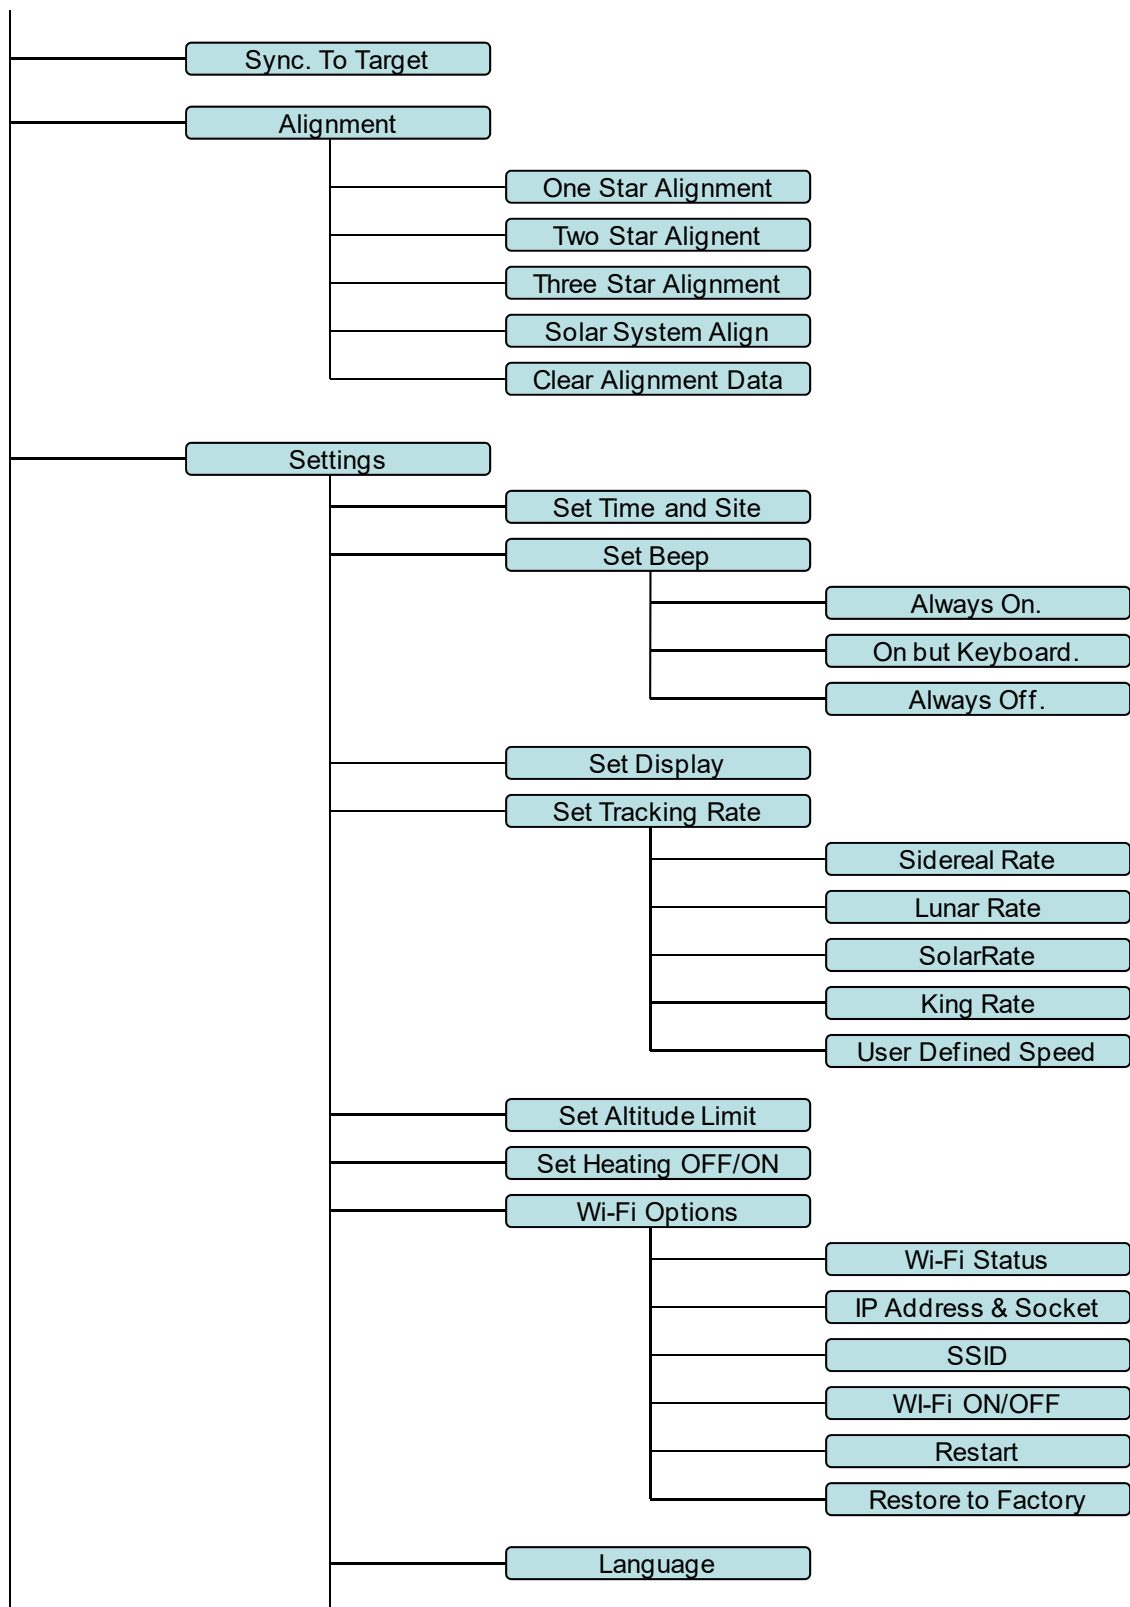 Sync. To Target
Alignment
One Star Alignment
Two Star Alignent
Three Star Alignment
Solar System Align
Clear Alignment Data
Settings
Set Time and Site
Set Beep
Always On.
On but Keyboard.
Always Off.
Set Display
Set Tracking Rate
Sidereal Rate
Lunar Rate
SolarRate
King Rate
User Defined Speed
Set Altitude Limit
Set Heating OFF/ON
Wi-Fi Options
Wi-Fi Status
IP Address & Socket
SSID
WI-Fi ON/OFF
Restart
Restore to Factory
Language